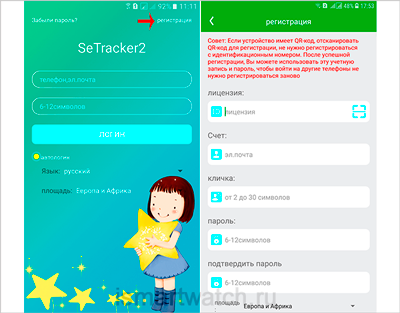 92% 11:11
Забыли пароль?
регистрация
SeTracker2
телефон,эл.почта
6-12символов
ЛОГИН
автологин
Язык: русский
площадь: Европа и Африка
48% 17:53
регистрация
Совет: Если устройство имеет QR-код, отсканировать
QR-код для регистрации, не нужно регистрироваться
с идентификационным номером. После успешной
регистрации, Вы можете использовать эту учетную
запись и пароль, чтобы войти на другие телефоны не
нужно регистрироваться заново
лицензия:
лицензия
Счет:
эл.почта
кличка:
от 2 до 30 символов
пароль:
6-12символов
подтвердить пароль
6-12символов
площадь Европа и Африка